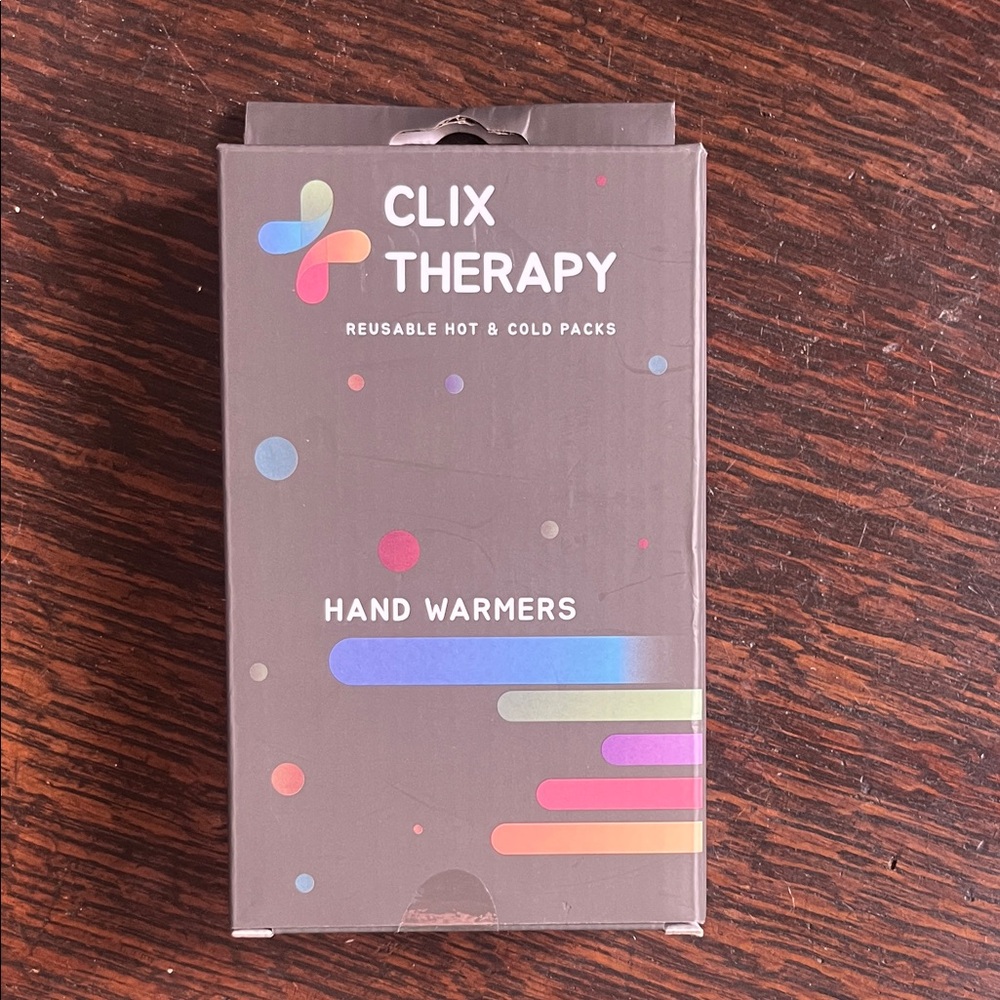 CLIX
THERAPY
REUSABLE HOT & COLD PACKS
HAND WARMERS